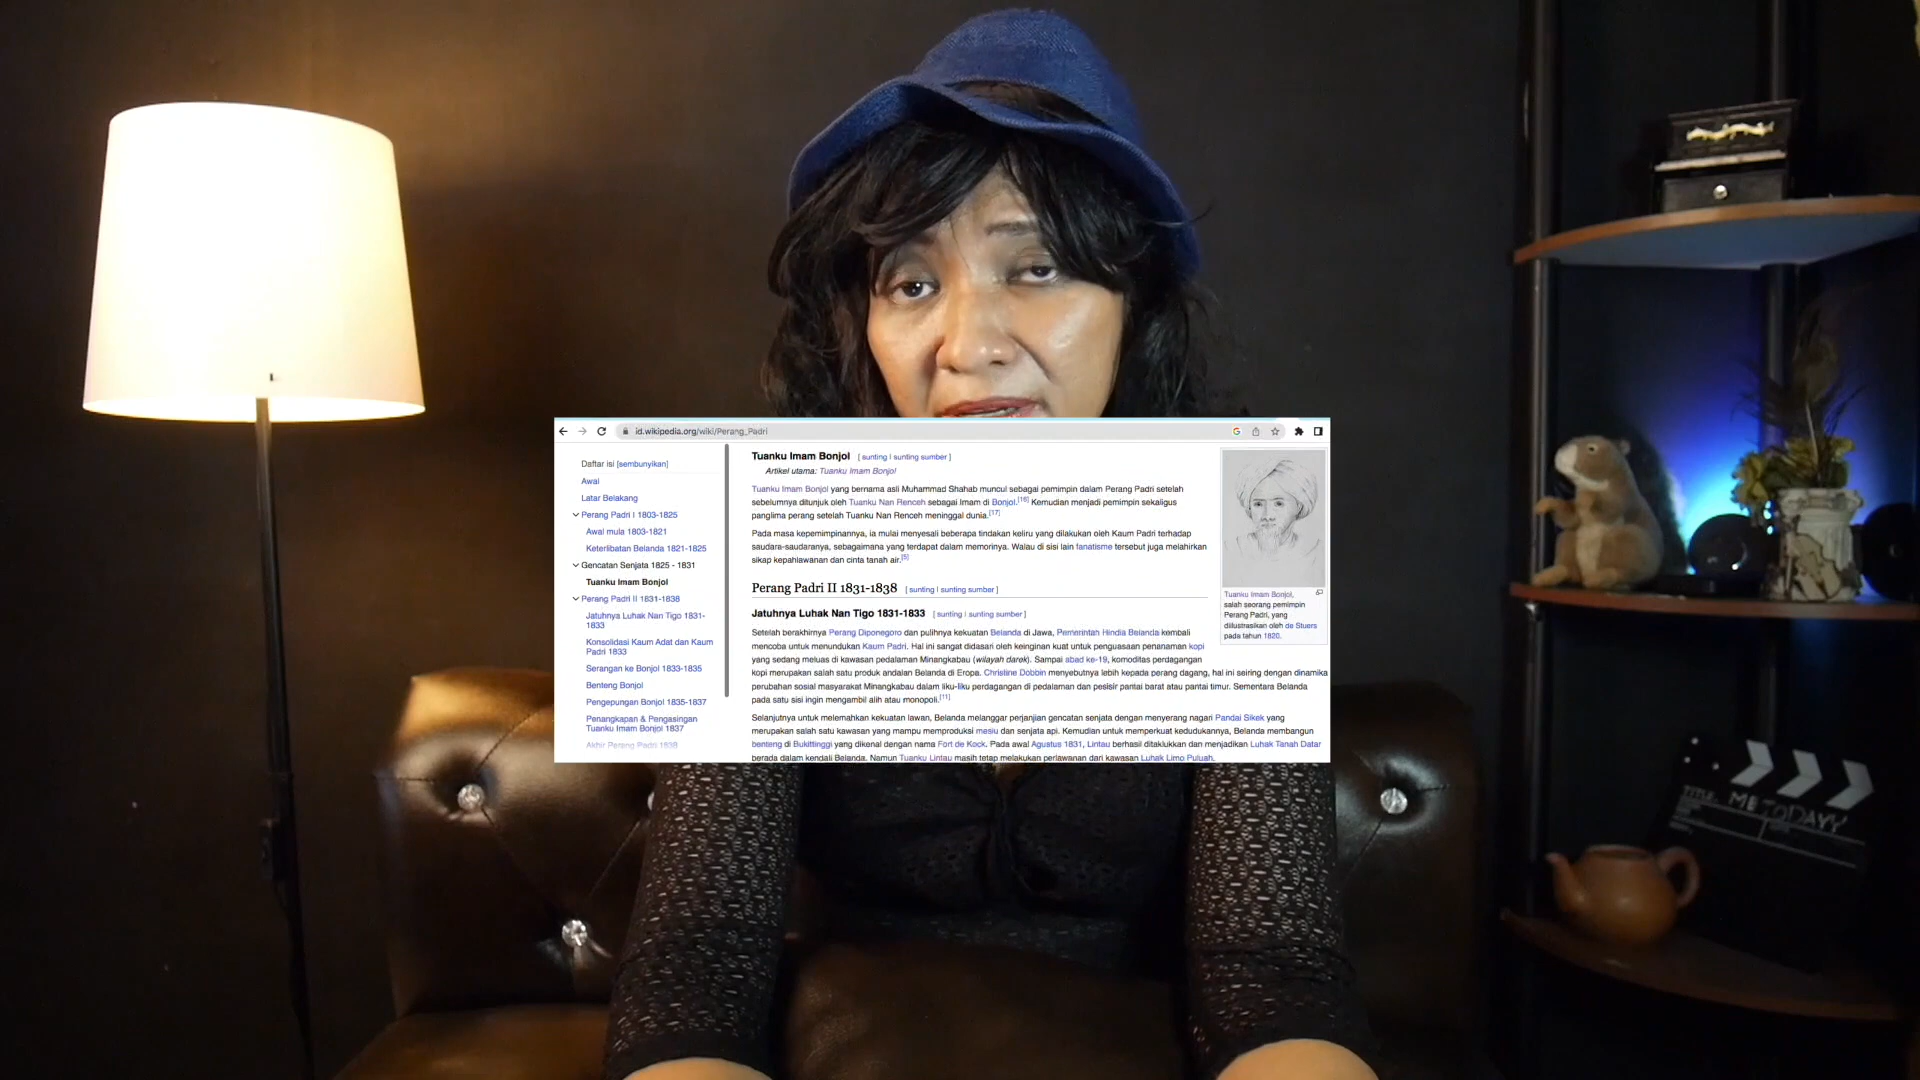 id.wikipedia.org/wiki/Perang_Padri
Daftar isi [sembunyikan]
Awal
Latar Belakang
Perang Padri I 1803-1825
Awal mula 1803-1821
Keterlibatan Belanda 1821-1825
Gencatan Senjata 1825 - 1831
Tuanku Imam Bonjol
Perang Padri II 1831-1838
Jatuhnya Luhak Nan Tigo 1831-
1833
Konsolidasi Kaum Adat dan Kaum
Padri 1833
Serangan ke Bonjol 1833-1835
Benteng Bonjol
Pengepungan Bonjol 1835-1837
Penangkapan & Pengasingan
Tuanku Imam Bonjol 1837
Akhir Perang Padri 1838
Tuanku Imam Bonjol [ sunting | sunting sumber ]
Artikel utama: Tuanku Imam Bonjol
Tuanku Imam Bonjol yang bernama asli Muhammad Shahab muncul sebagai pemimpin dalam Perang Padri setelah
sebelumnya ditunjuk oleh Tuanku Nan Renceh sebagai Imam di Bonjol.[16] Kemudian menjadi pemimpin sekaligus
panglima perang setelah Tuanku Nan Renceh meninggal dunia.[17]
Pada masa kepemimpinannya, ia mulai menyesali beberapa tindakan keliru yang dilakukan oleh Kaum Padri terhadap
saudara-saudaranya, sebagaimana yang terdapat dalam memorinya. Walau di sisi lain fanatisme tersebut juga melahirkan
sikap kepahlawanan dan cinta tanah air.[5]
Perang Padri II 1831-1838 [ sunting | sunting sumber ]
Jatuhnya Luhak Nan Tigo 1831-1833 [ sunting | sunting sumber ]
Setelah berakhirnya Perang Diponegoro dan pulihnya kekuatan Belanda di Jawa, Pemerintah Hindia Belanda kembali
mencoba untuk menundukan Kaum Padri. Hal ini sangat didasari oleh keinginan kuat untuk penguasaan penanaman kopi
yang sedang meluas di kawasan pedalaman Minangkabau (wilayah darek). Sampai abad ke-19, komoditas perdagangan
kopi merupakan salah satu produk andalan Belanda di Eropa. Christine Dobbin menyebutnya lebih kepada perang dagang, hal ini seiring dengan dinamika
perubahan sosial masyarakat Minangkabau dalam liku-liku perdagangan di pedalaman dan pesisir pantai barat atau pantai timur. Sementara Belanda
pada satu sisi ingin mengambil alih atau monopoli.[11]
Selanjutnya untuk melemahkan kekuatan lawan, Belanda melanggar perjanjian gencatan senjata dengan menyerang nagari Pandai Sikek yang
merupakan salah satu kawasan yang mampu memproduksi mesiu dan senjata api. Kemudian untuk memperkuat kedudukannya, Belanda membangun
benteng di Bukittinggi yang dikenal dengan nama Fort de Kock. Pada awal Agustus 1831, Lintau berhasil ditaklukkan dan menjadikan Luhak Tanah Datar
berada dalam kendali Belanda. Namun Tuanku Lintau masih tetap melakukan perlawanan dari kawasan Luhak Limo Puluah.
Tuanku Imam Bonjol,
salah seorang pemimpin
Perang Padri, yang
diilustrasikan oleh de Stuers
pada tahun 1820.
TITLE
ME TODAYY